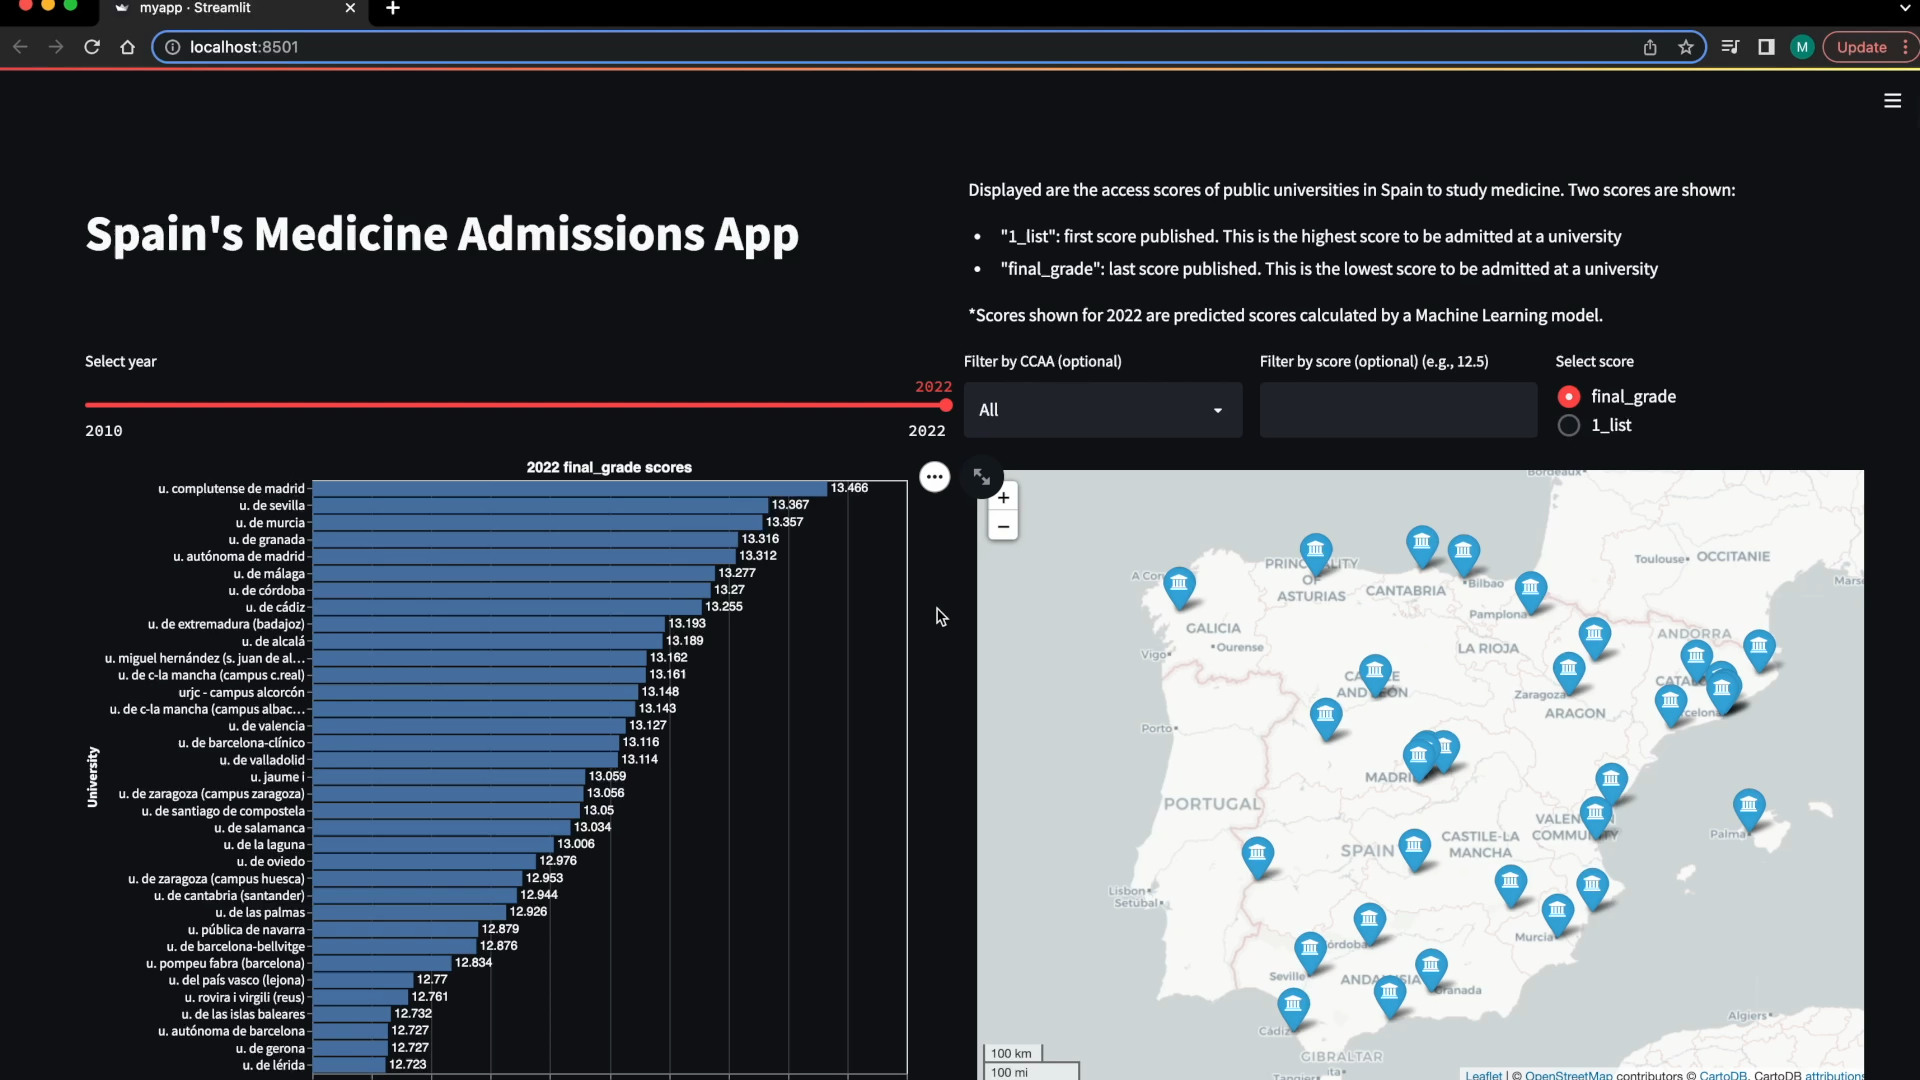 myapp · Streamlit
localhost:8501
M
Update
Spain's Medicine Admissions App
Displayed are the access scores of public universities in Spain to study medicine. Two scores are shown:
• "1_list": first score published. This is the highest score to be admitted at a university
• "final_grade": last score published. This is the lowest score to be admitted at a university
*Scores shown for 2022 are predicted scores calculated by a Machine Learning model.
Select year
2022
2010
2022
Filter by CCAA (optional)
All
Filter by score (optional) (e.g., 12.5)
Select score
final_grade
1_list
2022 final_grade scores
University
u. complutense de madrid 13.466
u. de sevilla 13.367
u. de murcia 13.357
u. de granada 13.316
u. autónoma de madrid 13.312
u. de málaga 13.277
u. de córdoba 13.27
u. de cádiz 13.255
u. de extremadura (badajoz) 13.193
u. de alcalá 13.189
u. miguel hernández (s. juan de al... 13.162
u. de c-la mancha (campus c.real) 13.161
urjc - campus alcorcón 13.148
u. de c-la mancha (campus albac... 13.143
u. de valencia 13.127
u. de barcelona-clínico 13.116
u. de valladolid 13.114
u. jaume i 13.059
u. de zaragoza (campus zaragoza) 13.056
u. de santiago de compostela 13.05
u. de salamanca 13.034
u. de la laguna 13.006
u. de oviedo 12.976
u. de zaragoza (campus huesca) 12.953
u. de cantabria (santander) 12.944
u. de las palmas 12.926
u. pública de navarra 12.879
u. de barcelona-bellvitge 12.876
u. pompeu fabra (barcelona) 12.834
u. del país vasco (lejona) 12.77
u. rovira i virgili (reus) 12.761
u. de las islas baleares 12.732
u. autónoma de barcelona 12.727
u. de gerona 12.727
u. de lérida 12.723
+
−
Bordeaux
Toulouse
OCCITANIE
OF
ASTURIAS
CANTABRIA
Bilbao
Pamplona
GALICIA
Ourense
Vigo
LA RIOJA
ANDORRA
Zaragoza
ARAGON
Porto
PORTUGAL
SPAIN
CASTILE-LA
MANCHA
COMMUNITY
Palma
Lisbon
Setúbal
Murcia
Seville
Cádiz
GIBRALTAR
Algiers
100 km
100 mi
Leaflet | © OpenStreetMap contributors © CartoDB, CartoDB attributions